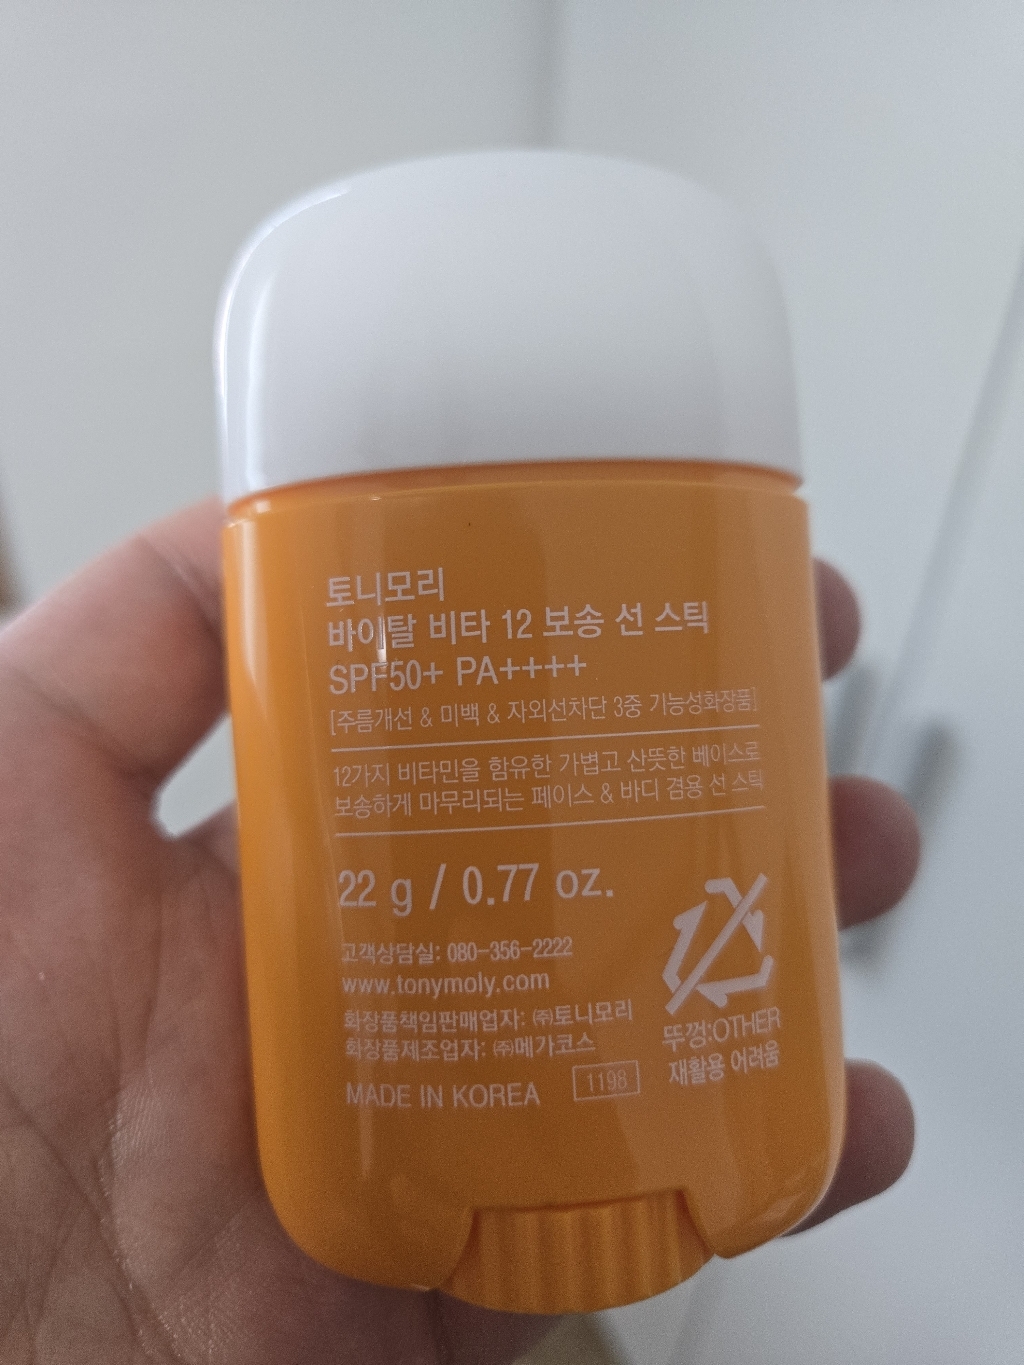 토니모리
바이탈 비타 12 보송 선 스틱
SPF50+ PA++++
[주름개선 & 미백 & 자외선차단 3중 기능성화장품]
12가지 비타민을 함유한 가볍고 산뜻한 베이스로
보송하게 마무리되는 페이스 & 바디 겸용 선 스틱
22 g / 0.77 oz.
고객상담실: 080-356-2222
www.tonymoly.com
화장품책임판매업자: ㈜토니모리
화장품제조업자: ㈜메가코스
MADE IN KOREA
1198
뚜껑:OTHER
재활용 어려움